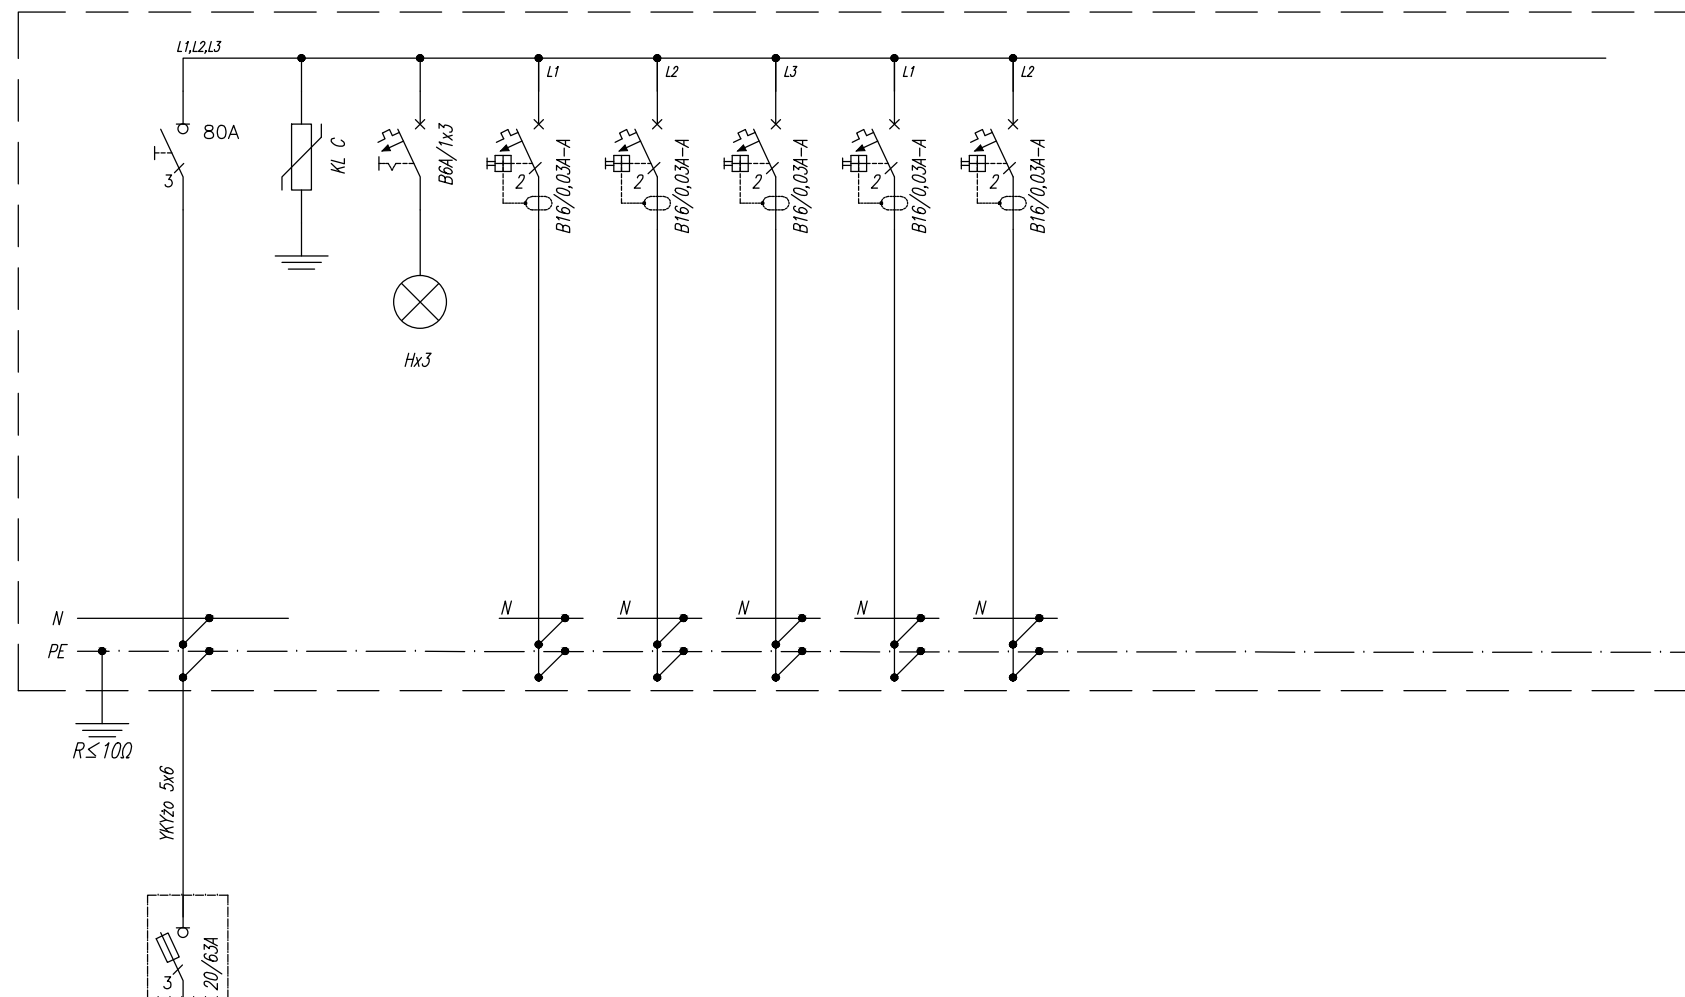 L1,L2,L3
L1
L2
L3
L1
L2
80A
3
KL C
B6A/1x3
2
B16/0,03A-A
2
B16/0,03A-A
2
B16/0,03A-A
2
B16/0,03A-A
2
B16/0,03A-A
Hx3
N
N
N
N
N
N
PE
R≤10Ω
YKYżo 5x6
3
20/63A